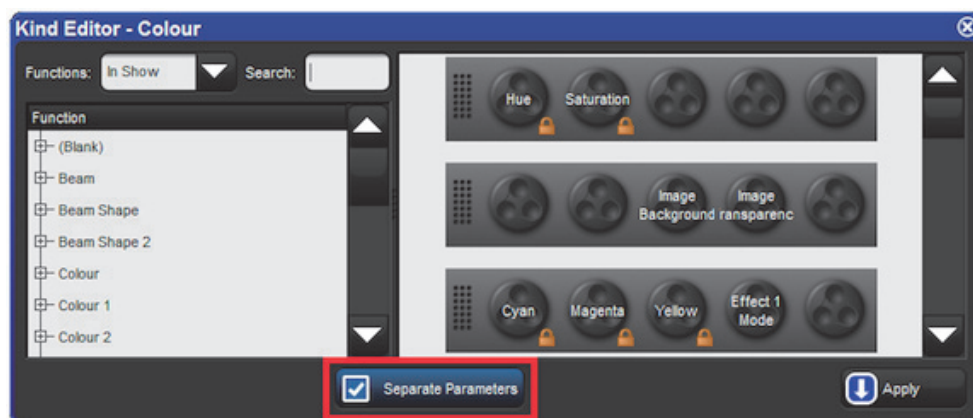 Kind Editor - Colour
Functions: In Show Search:
Function
(Blank)
Beam
Beam Shape
Beam Shape 2
Colour
Colour 1
Colour 2
Hue Saturation
Image Background Image ransparenc
Cyan Magenta Yellow Effect 1 Mode
Separate Parameters
Apply